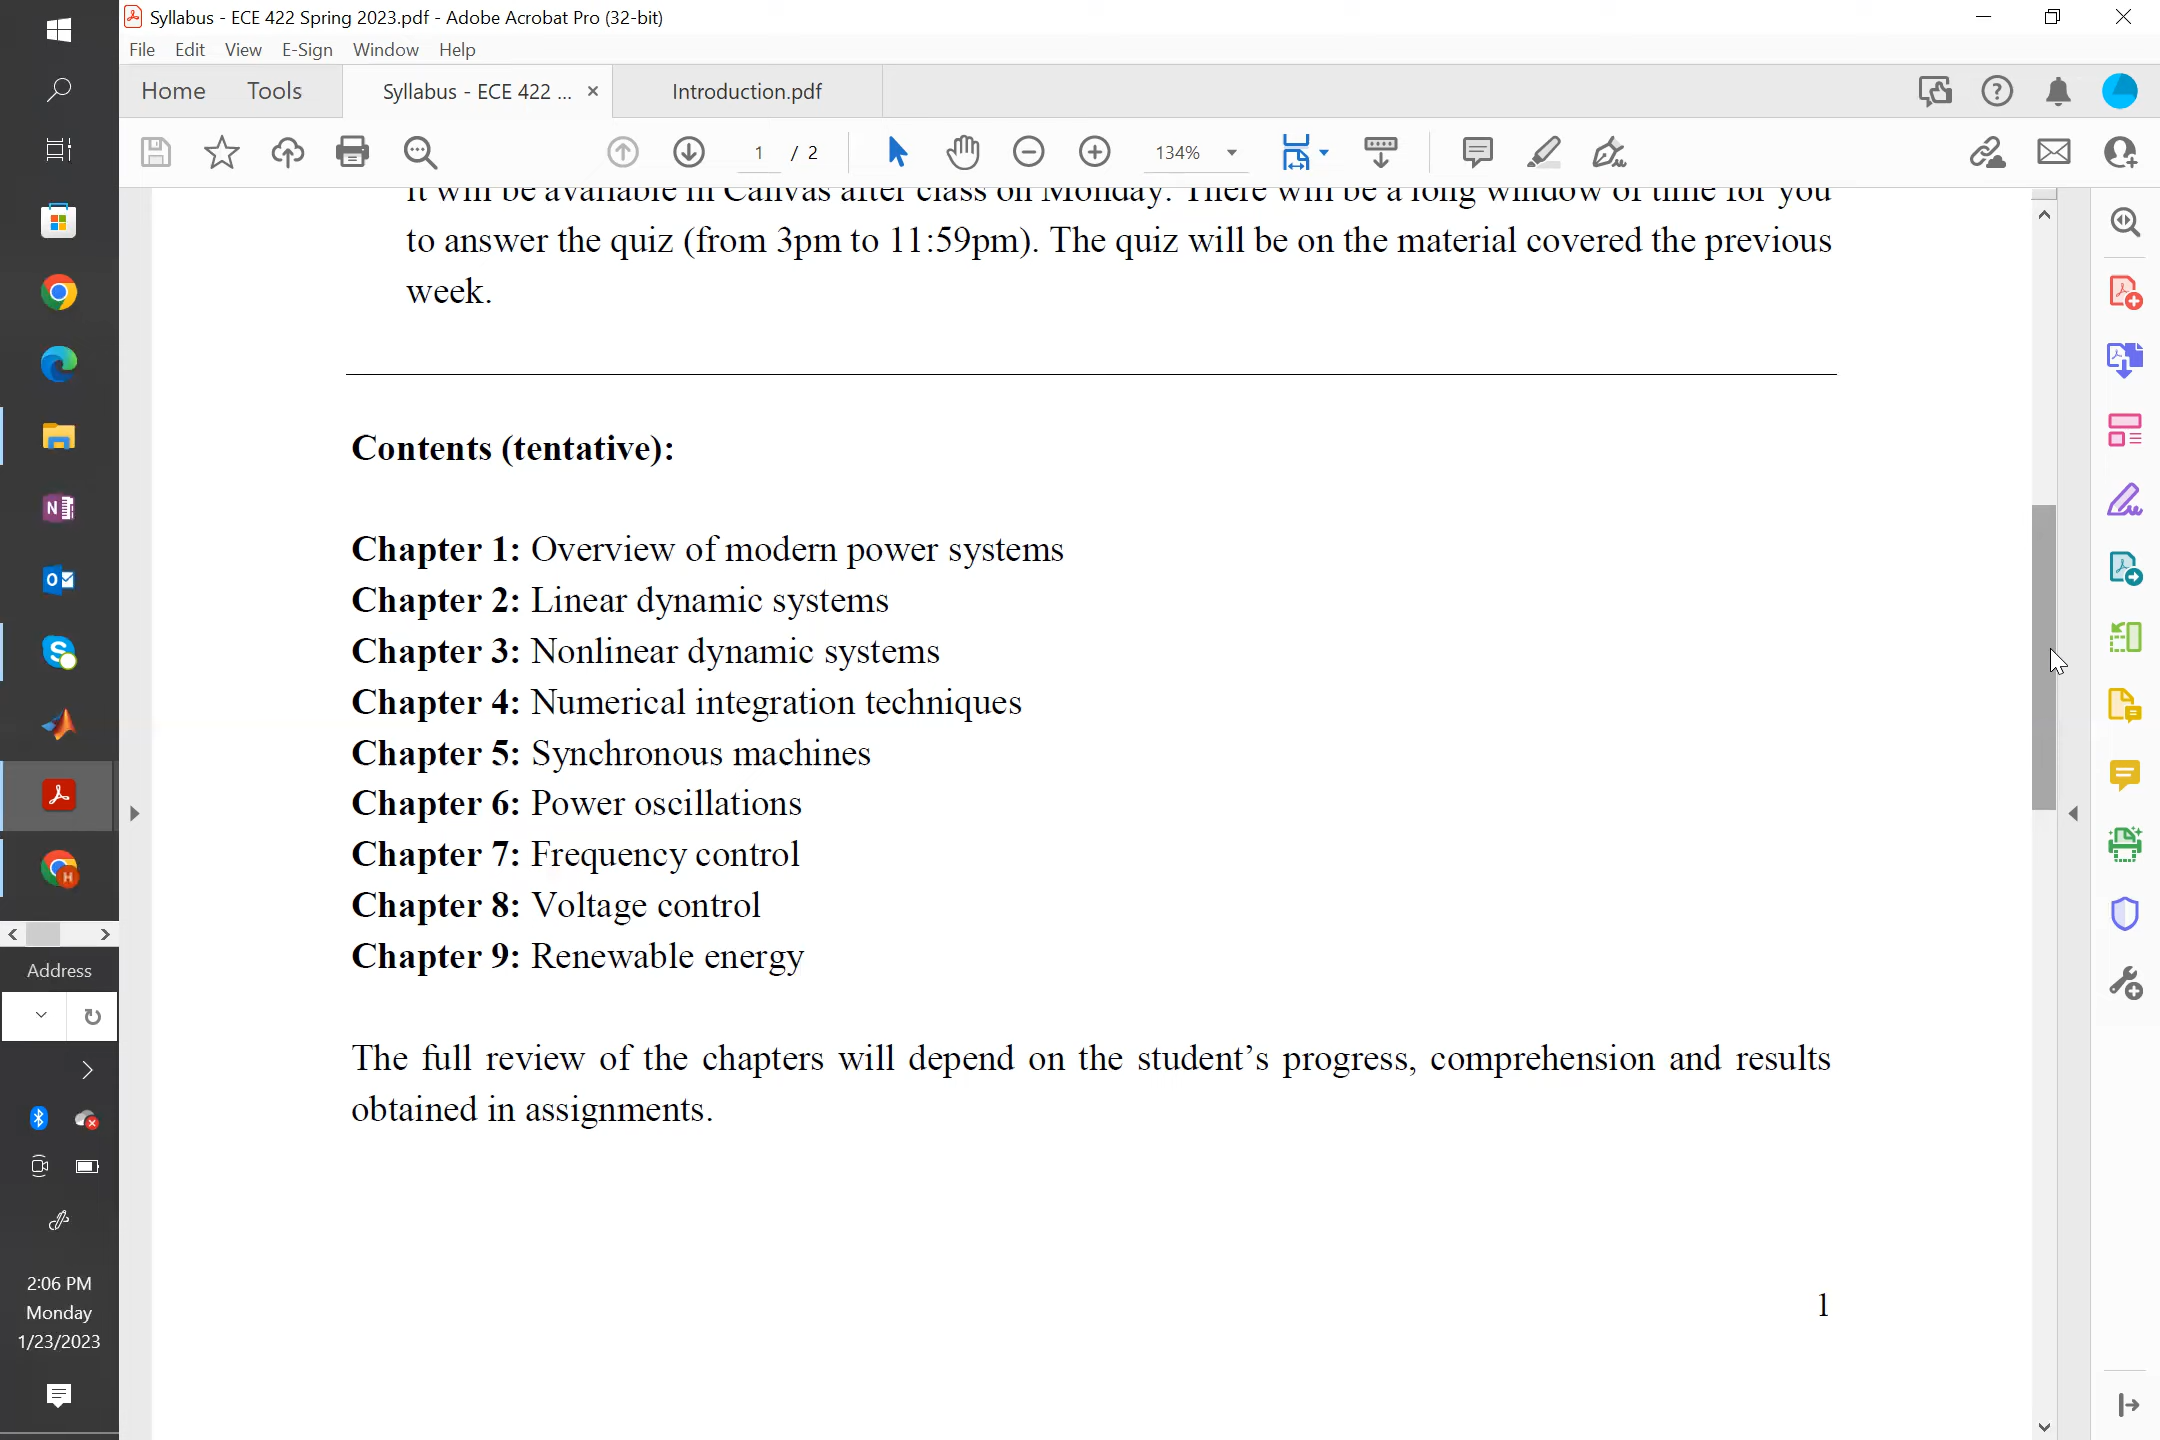 Syllabus - ECE 422 Spring 2023.pdf - Adobe Acrobat Pro (32-bit)
File Edit View E-Sign Window Help
Home Tools Syllabus - ECE 422 ... × Introduction.pdf
1 / 2 134%
It will be available in Canvas after class on Monday. There will be a long window of time for you
to answer the quiz (from 3pm to 11:59pm). The quiz will be on the material covered the previous
week.
Contents (tentative):
Chapter 1: Overview of modern power systems
Chapter 2: Linear dynamic systems
Chapter 3: Nonlinear dynamic systems
Chapter 4: Numerical integration techniques
Chapter 5: Synchronous machines
Chapter 6: Power oscillations
Chapter 7: Frequency control
Chapter 8: Voltage control
Chapter 9: Renewable energy
The full review of the chapters will depend on the student’s progress, comprehension and results
obtained in assignments.
1
Address
2:06 PM
Monday
1/23/2023